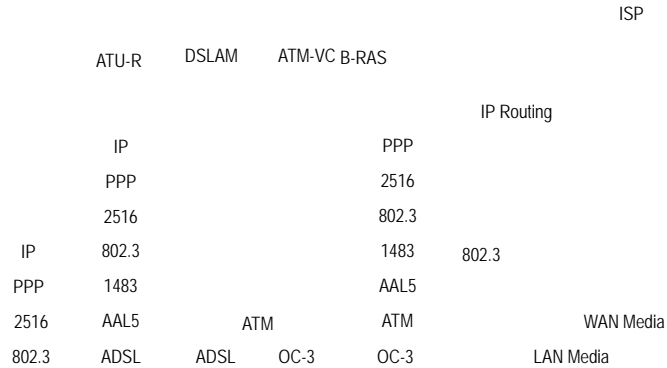 ISP
ATU-R DSLAM ATM-VC B-RAS
IP Routing
IP PPP
PPP 2516
2516 802.3
IP 802.3 1483 802.3
PPP 1483 AAL5
2516 AAL5 ATM ATM WAN Media
802.3 ADSL ADSL OC-3 OC-3 LAN Media